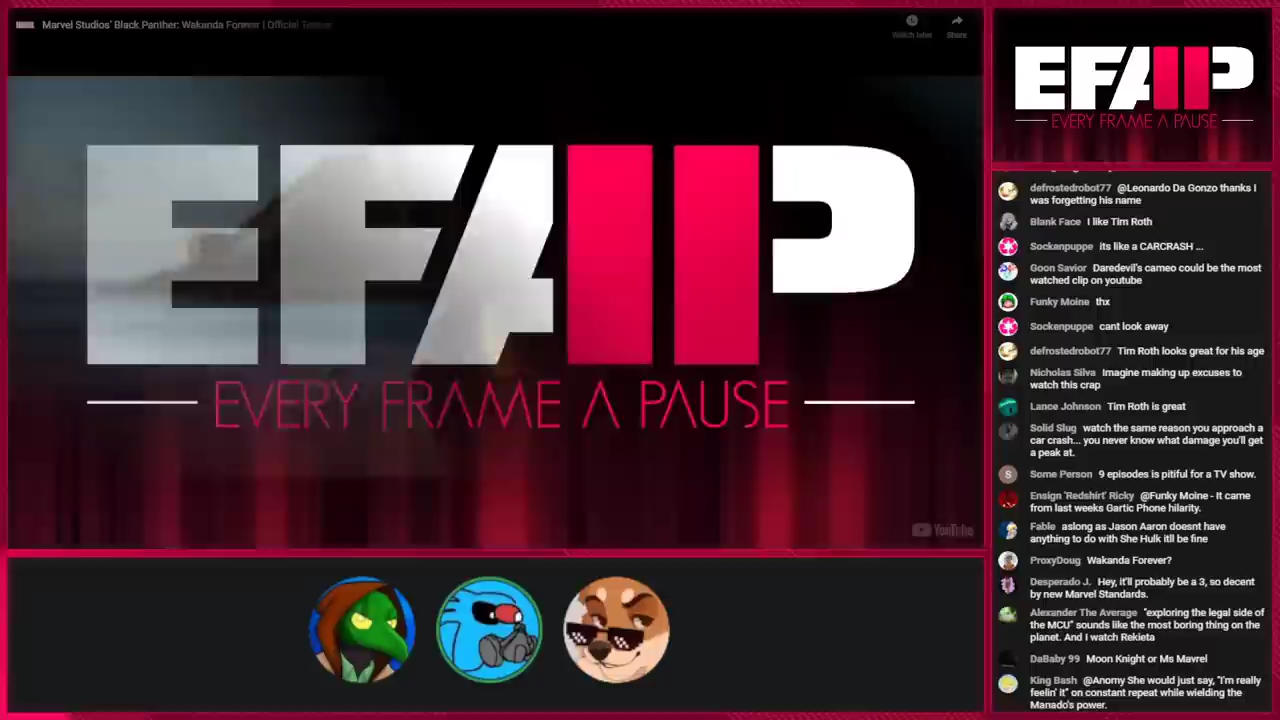 Marvel Studios' Black Panther: Wakanda Forever | Official Teaser
Watch later
Share
EFAP
EVERY FRAME A PAUSE
YouTube
EFAP
EVERY FRAME A PAUSE
defrostedrobot77 @Leonardo Da Gonzo thanks I
was forgetting his name
Blank Face I like Tim Roth
Sockenpuppe its like a CARCRASH ...
Goon Savior Daredevil's cameo could be the most
watched clip on youtube
Funky Moine thx
Sockenpuppe cant look away
defrostedrobot77 Tim Roth looks great for his age
Nicholas Silva Imagine making up excuses to
watch this crap
Lance Johnson Tim Roth is great
Solid Slug watch the same reason you approach a
car crash... you never know what damage you'll get
a peak at.
S
Some Person 9 episodes is pitiful for a TV show.
Ensign 'Redshirt' Ricky @Funky Moine - It came
from last weeks Gartic Phone hilarity.
Fable aslong as Jason Aaron doesnt have
anything to do with She Hulk itll be fine
ProxyDoug Wakanda Forever?
Desperado J. Hey, it'll probably be a 3, so decent
by new Marvel Standards.
Alexander The Average "exploring the legal side of
the MCU" sounds like the most boring thing on the
planet. And I watch Rekieta
DaBaby 99 Moon Knight or Ms Mavrel
King Bash @Anomy She would just say, "I'm really
feelin' it" on constant repeat while wielding the
Manado's power.